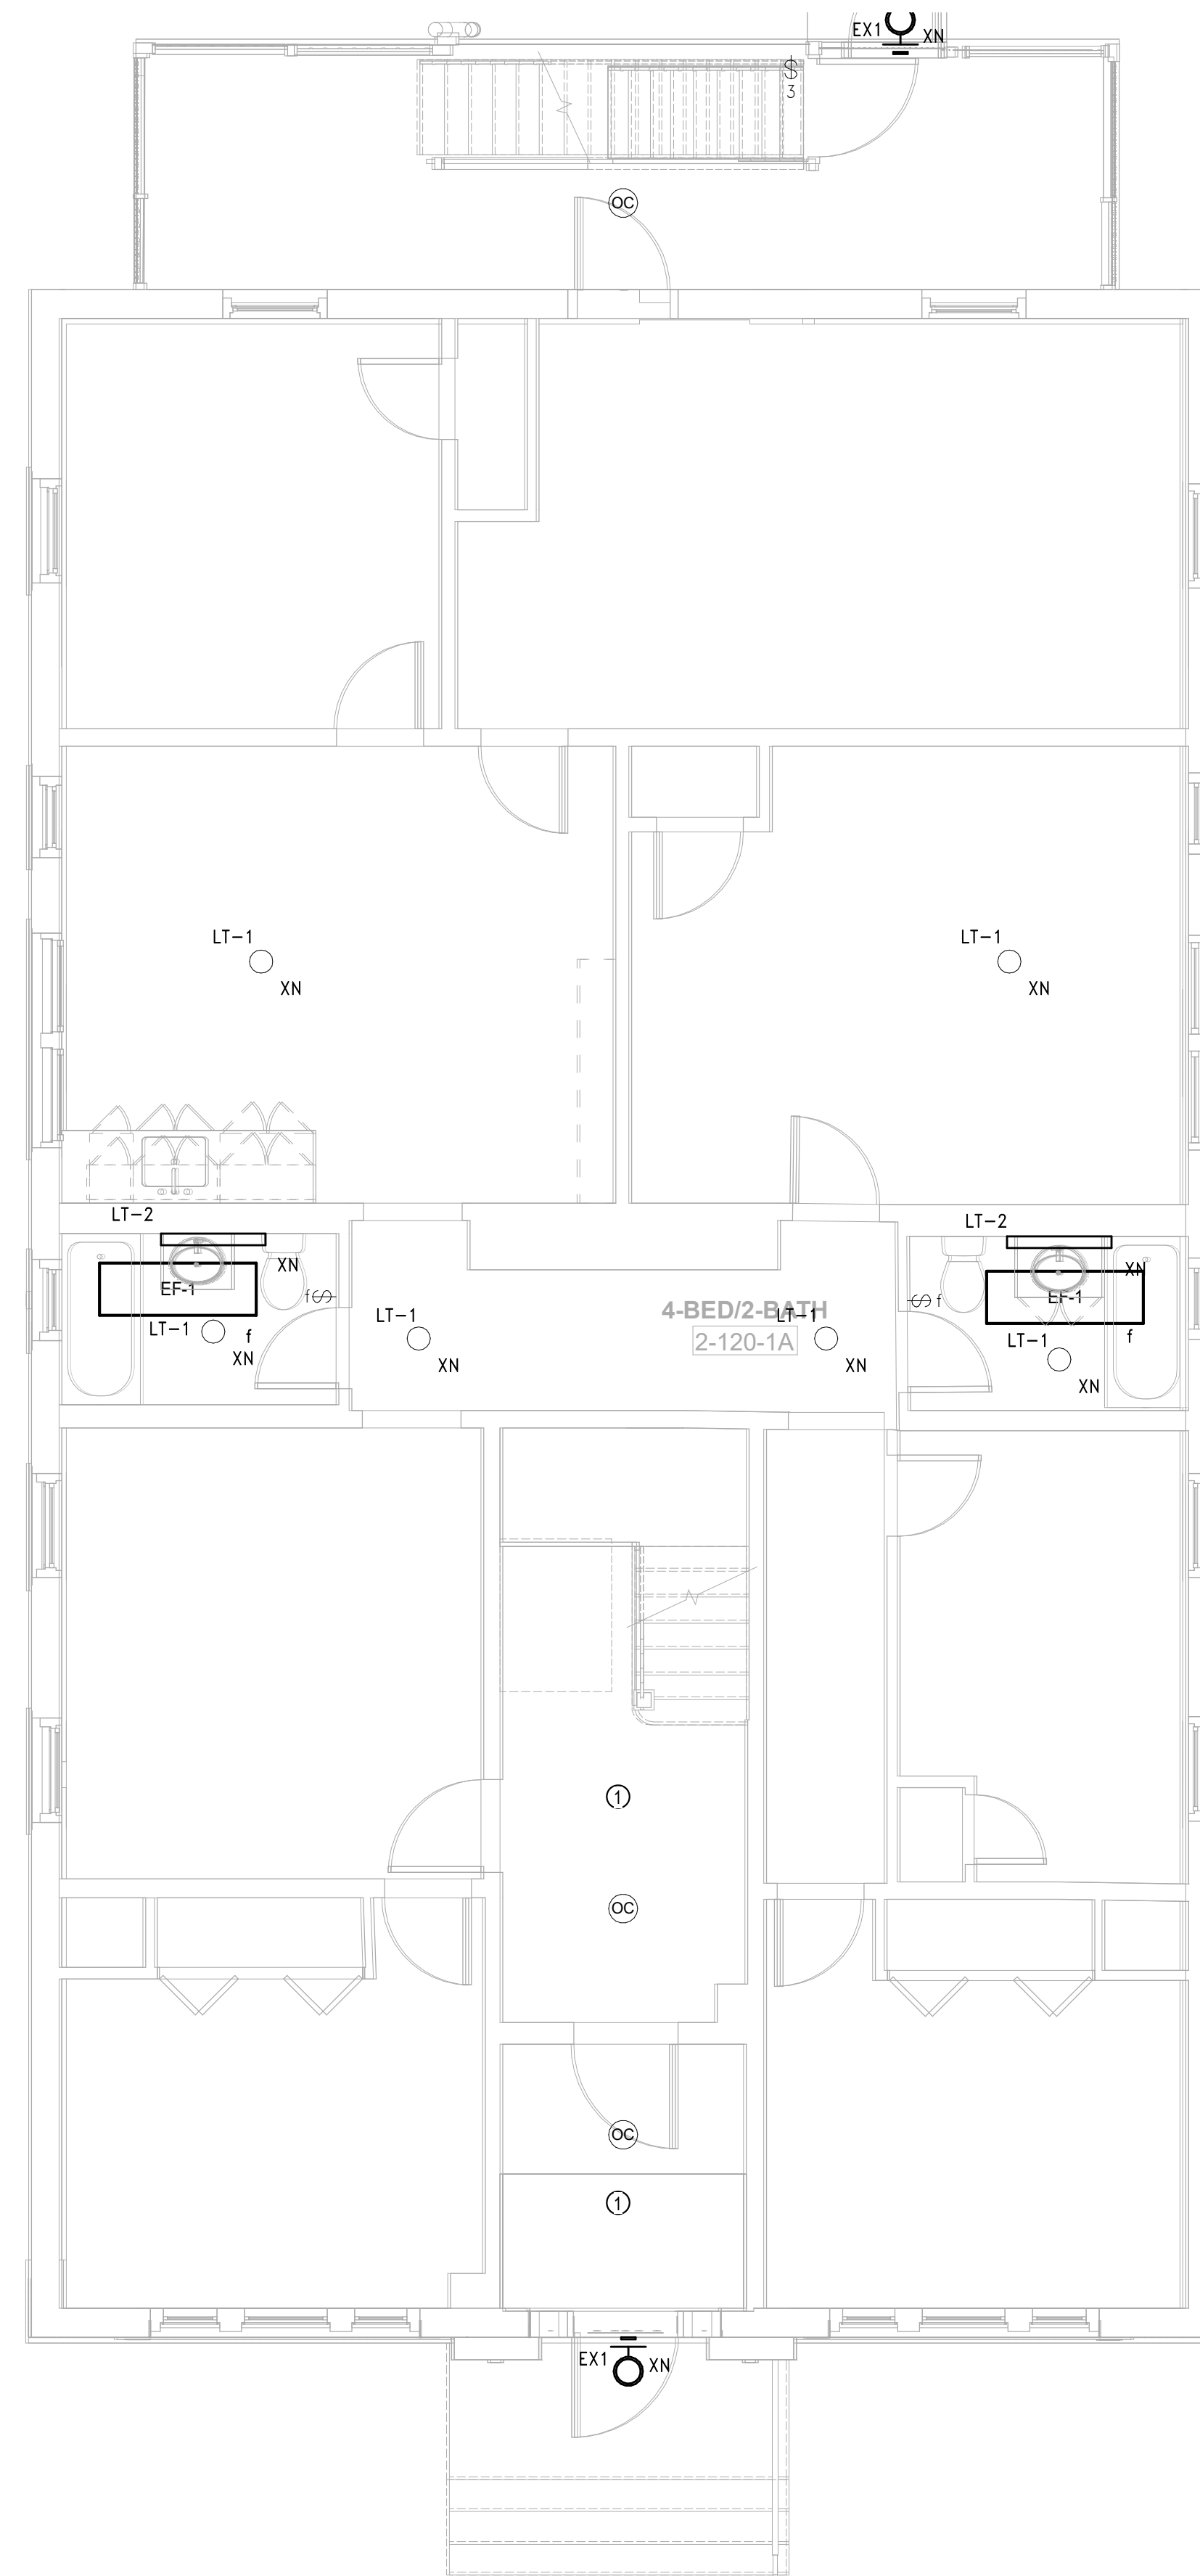 EX1
XN
$
3
OC
LT-1
XN
LT-1
XN
LT-2
XN
EF-1
LT-1
f
XN
f$
LT-1
XN
4-BED/2-BATH
2-120-1A
LT-1
XN
LT-2
XN
EF-1
$f
LT-1
f
XN
1
OC
OC
1
EX1
XN